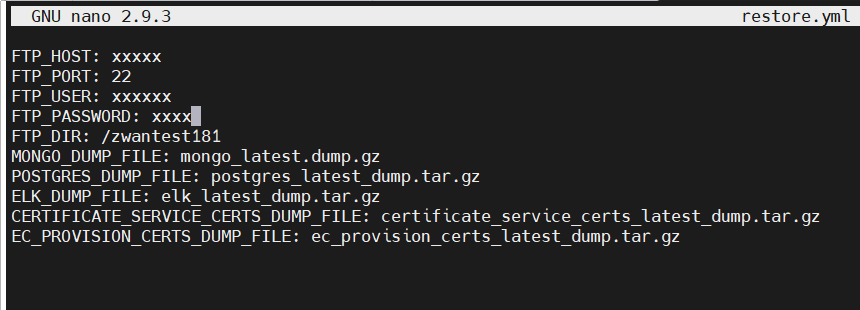 GNU nano 2.9.3 restore.yml
FTP_HOST: xxxxx
FTP_PORT: 22
FTP_USER: xxxxxx
FTP_PASSWORD: xxxx
FTP_DIR: /zwantest181
MONGO_DUMP_FILE: mongo_latest.dump.gz
POSTGRES_DUMP_FILE: postgres_latest_dump.tar.gz
ELK_DUMP_FILE: elk_latest_dump.tar.gz
CERTIFICATE_SERVICE_CERTS_DUMP_FILE: certificate_service_certs_latest_dump.tar.gz
EC_PROVISION_CERTS_DUMP_FILE: ec_provision_certs_latest_dump.tar.gz